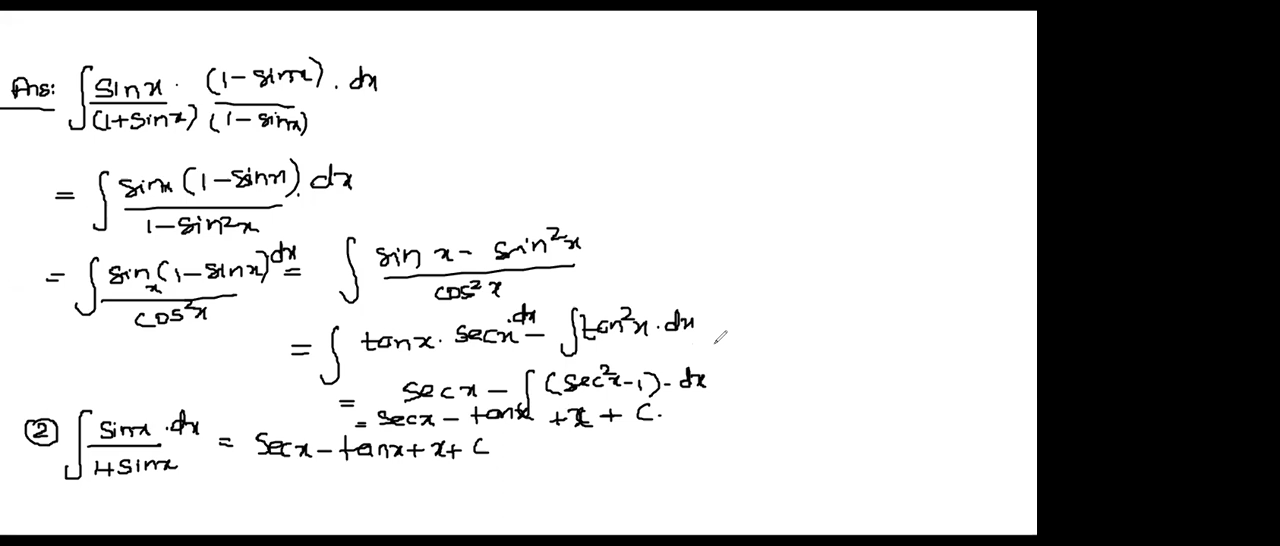 Ans: ∫ sinx/(1+sinx) · (1-sinx)/(1-sinx) . dx
= ∫ sinx(1-sinx)/(1-sin2x) . dx
= ∫ sinx(1-sinx)/cos²x dx = ∫ (sin x - sin²x)/cos²x
= ∫ tanx. secx .dx - ∫ tan²x . dx
= secx - ∫ (sec²x-1) - dx
= secx - tanx + x + C.
② ∫ sinx/(1+sinx) .dx = secx - tanx + x + C